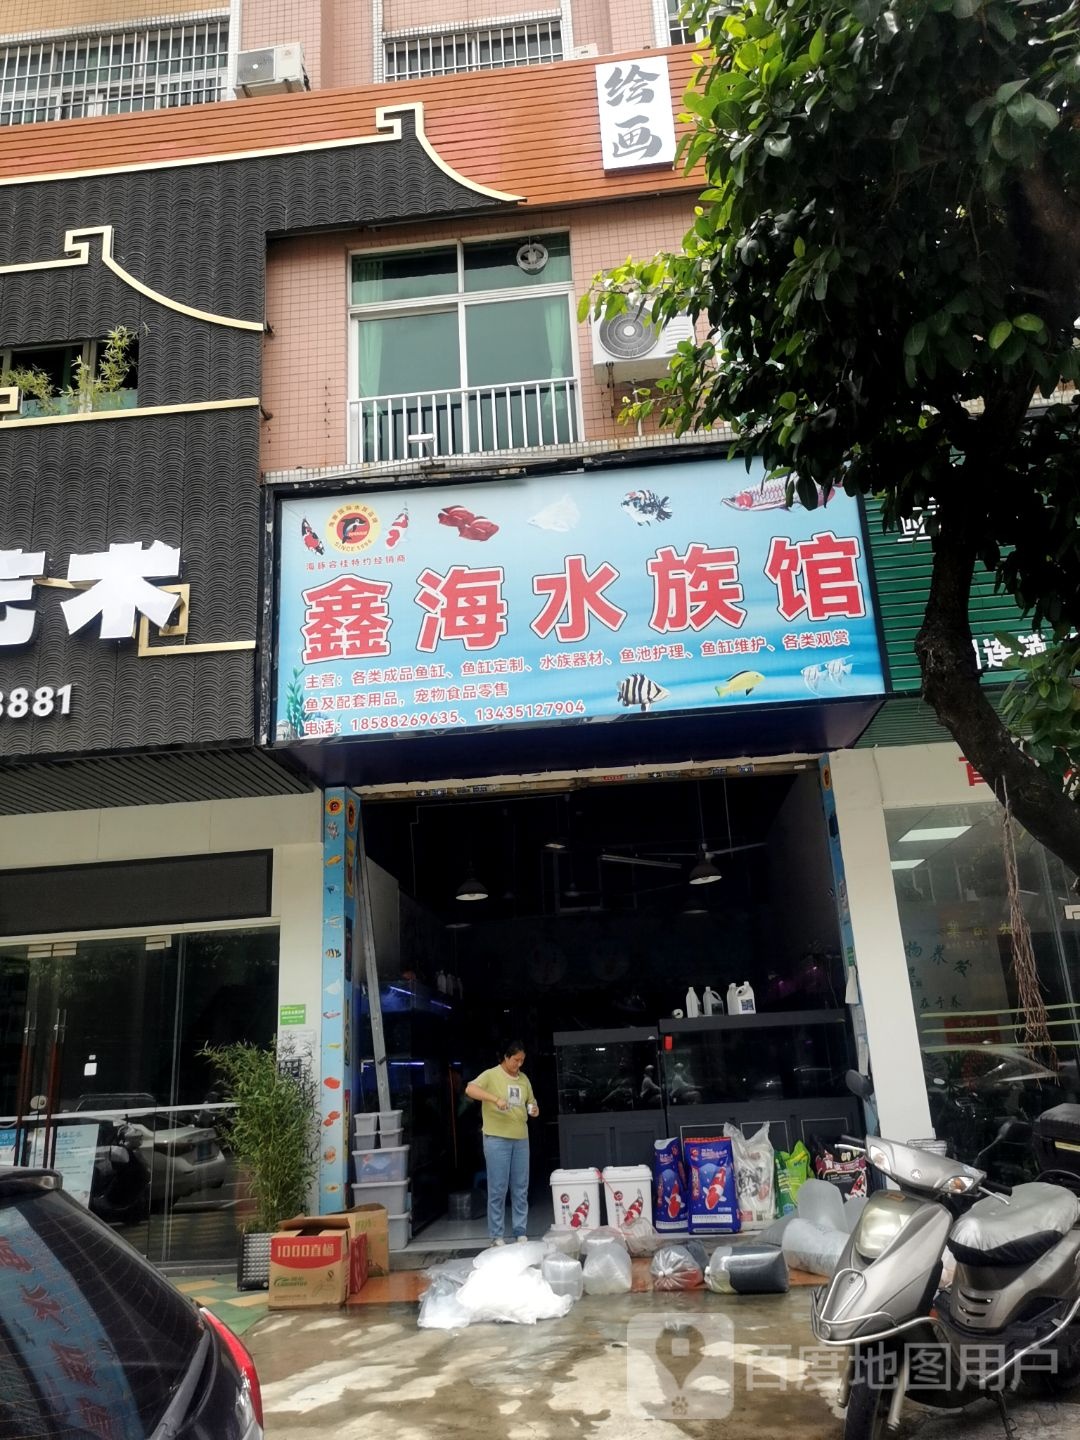 绘画
SINCE 1996
海豚容桂特约经销商
鑫海水族馆
主营：各类成品鱼缸、鱼缸定制、水族器材、鱼池护理、鱼缸维护、各类观赏
鱼及配套用品，宠物食品零售
电话：18588269635、13435127904
术
8881
1000直桶
百度地图用户